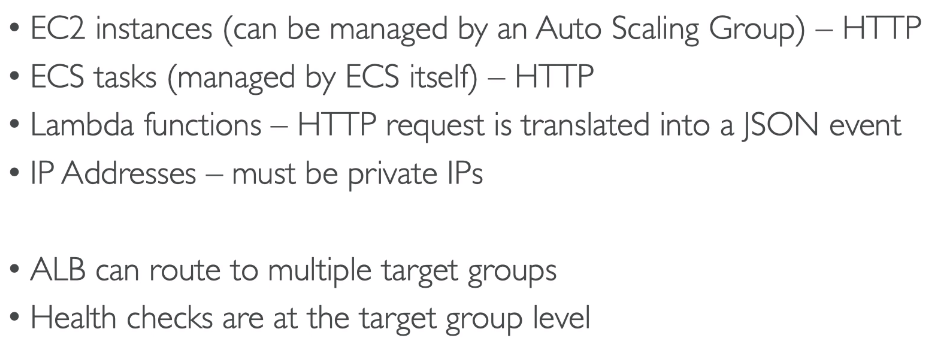 • EC2 instances (can be managed by an Auto Scaling Group) – HTTP
• ECS tasks (managed by ECS itself) – HTTP
• Lambda functions – HTTP request is translated into a JSON event
• IP Addresses – must be private IPs
• ALB can route to multiple target groups
• Health checks are at the target group level